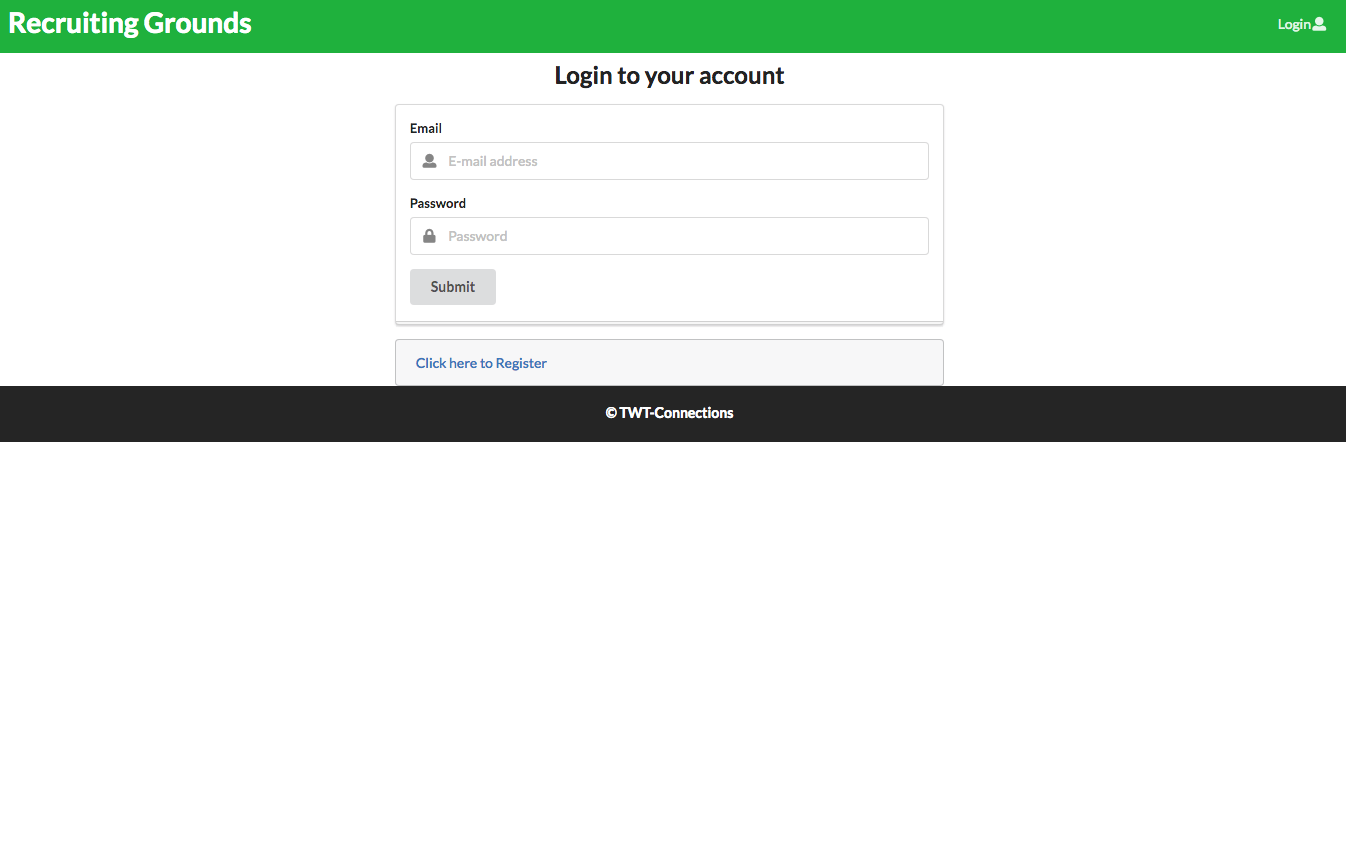 Recruiting Grounds
Login
Login to your account
Email
E-mail address
Password
Password
Submit
Click here to Register
© TWT-Connections